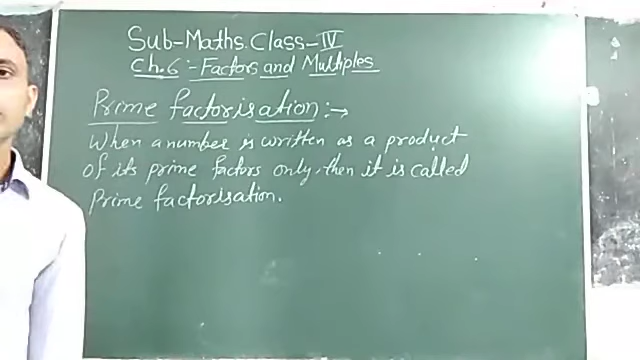 Sub-Maths. Class-IV
Ch.6:- Factors and Multiples
Prime factorisation:→
When a number is written as a product
of its prime factors only, then it is called
Prime factorisation.